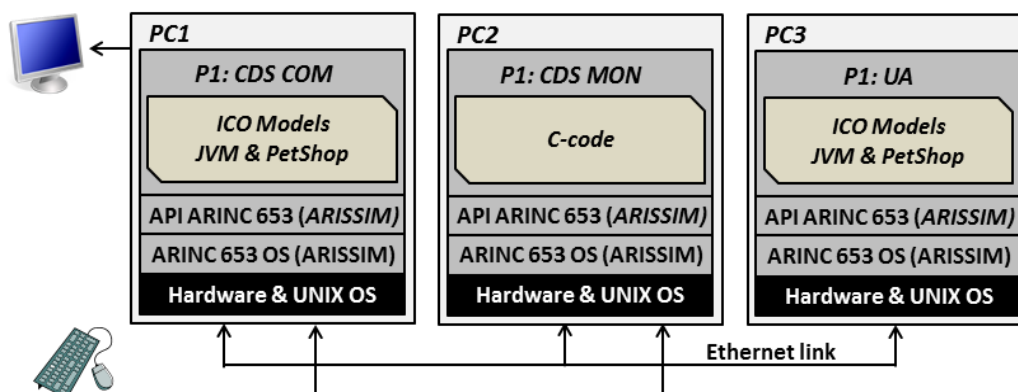 PC1
P1: CDS COM
ICO Models
JVM & PetShop
API ARINC 653 (ARISSIM)
ARINC 653 OS (ARISSIM)
Hardware & UNIX OS
PC2
P1: CDS MON
C-code
API ARINC 653 (ARISSIM)
ARINC 653 OS (ARISSIM)
Hardware & UNIX OS
PC3
P1: UA
ICO Models
JVM & PetShop
API ARINC 653 (ARISSIM)
ARINC 653 OS (ARISSIM)
Hardware & UNIX OS
Ethernet link